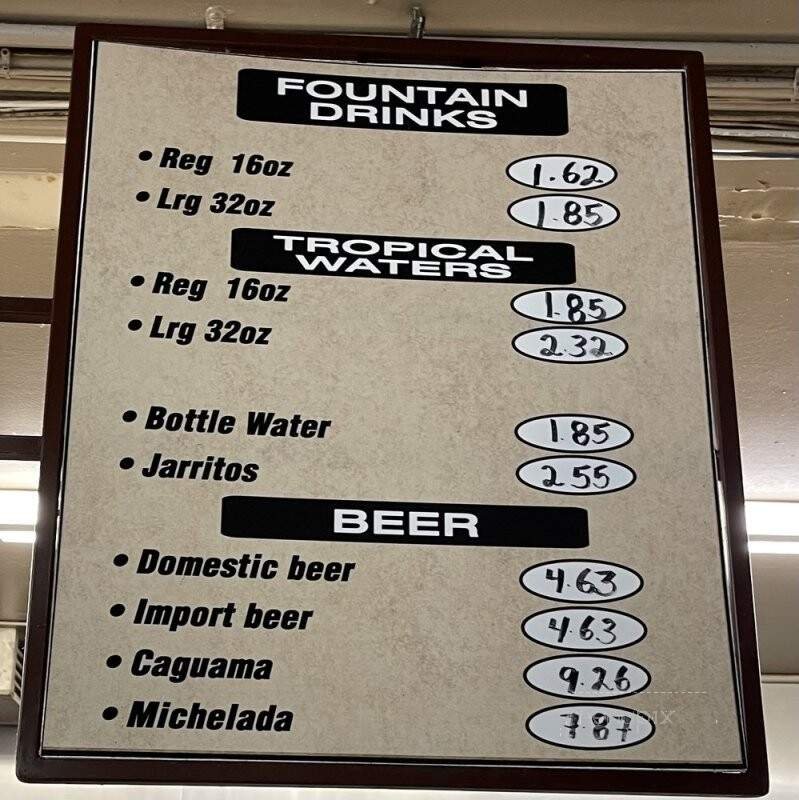 FOUNTAIN
DRINKS
• Reg 16oz 1.62
• Lrg 32oz 1.85
TROPICAL
WATERS
• Reg 16oz 1.85
• Lrg 32oz 2.32
• Bottle Water 1.85
• Jarritos 2.55
BEER
• Domestic beer 4.63
• Import beer 4.63
• Caguama 9.26
• Michelada 7.87